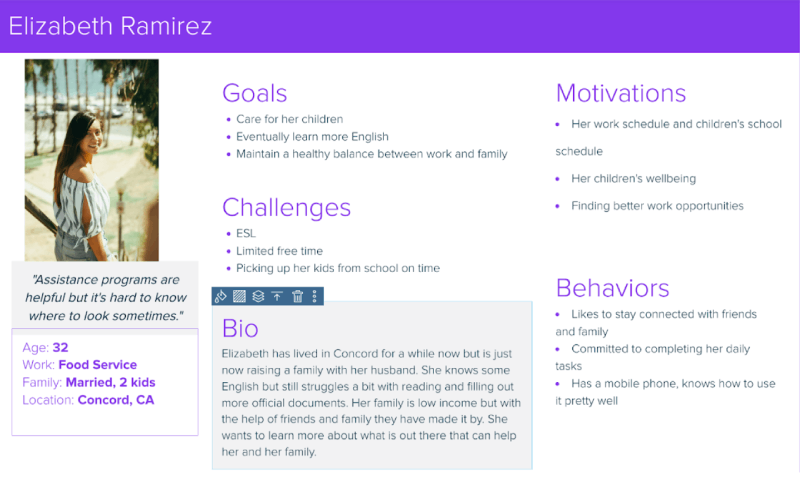 Elizabeth Ramirez
"Assistance programs are
helpful but it's hard to know
where to look sometimes."
Age: 32
Work: Food Service
Family: Married, 2 kids
Location: Concord, CA
Goals
• Care for her children
• Eventually learn more English
• Maintain a healthy balance between work and family
Challenges
• ESL
• Limited free time
• Picking up her kids from school on time
Bio
Elizabeth has lived in Concord for a while now but is just
now raising a family with her husband. She knows some
English but still struggles a bit with reading and filling out
more official documents. Her family is low income but with
the help of friends and family they have made it by. She
wants to learn more about what is out there that can help
her and her family.
Motivations
• Her work schedule and children's school
schedule
• Her children's wellbeing
• Finding better work opportunities
Behaviors
• Likes to stay connected with friends
and family
• Committed to completing her daily
tasks
• Has a mobile phone, knows how to use
it pretty well